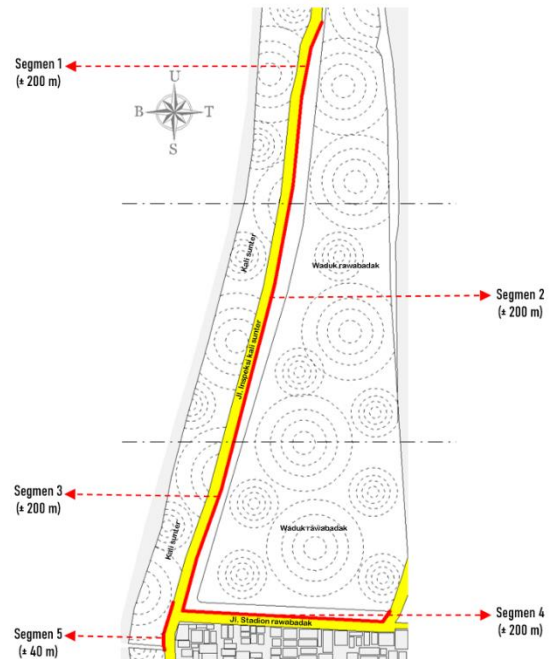 Segmen 1
(± 200 m)
U
B
T
S
Kali sunter
Waduk rawabadak
Segmen 2
(± 200 m)
Jl. Inspeksi kali sunter
Segmen 3
(± 200 m)
Kali sunter
Waduk rawabadak
Jl. Stadion rawabadak
Segmen 4
(± 200 m)
Segmen 5
(± 40 m)